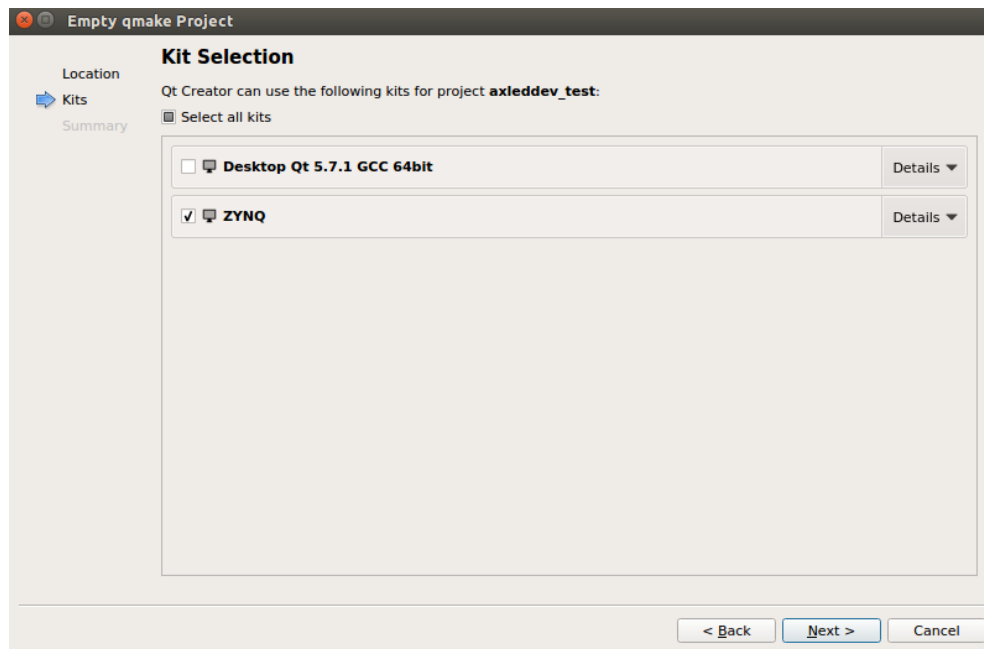 Empty qmake Project
Location
Kits
Summary
Kit Selection
Qt Creator can use the following kits for project axleddev_test:
Select all kits
Desktop Qt 5.7.1 GCC 64bit
Details
ZYNQ
Details
< Back
Next >
Cancel